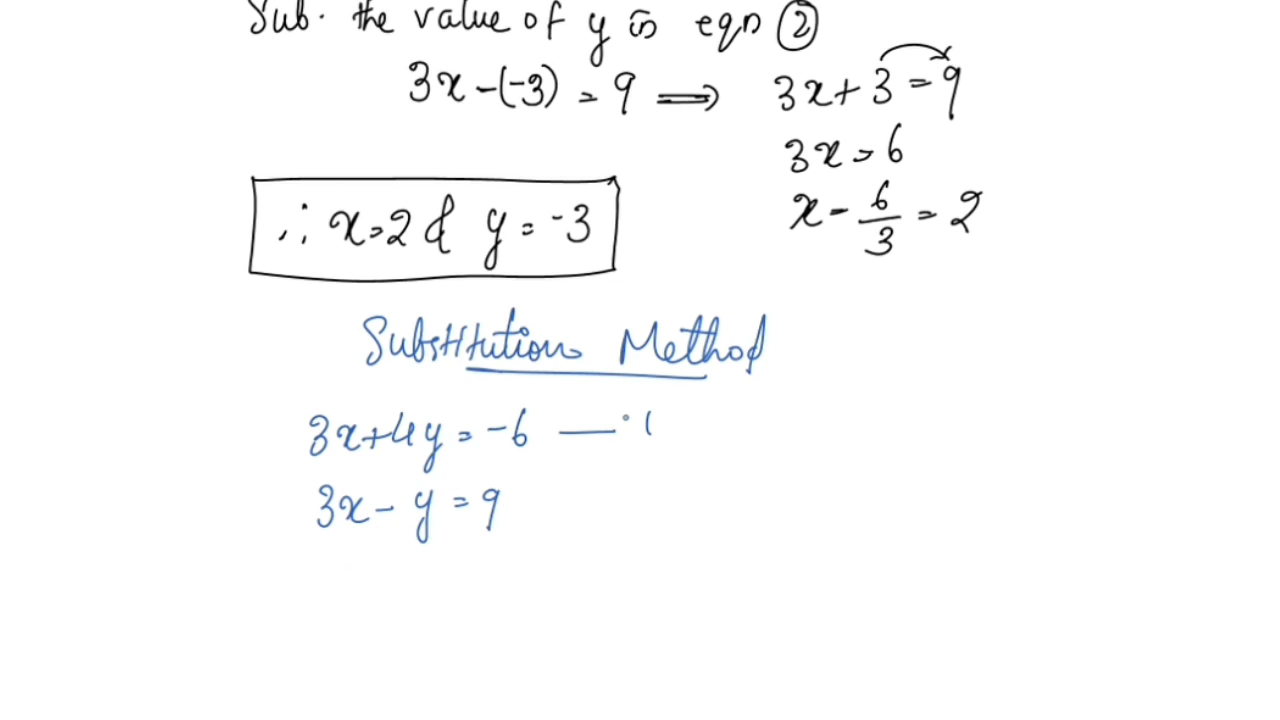 Sub. the value of y in eqn ②
3x-(-3) = 9 ⟹ 3x+3=9
3x=6
x=6/3=2
∴ x=2 & y=-3
Substitution Method
3x+4y=-6 — 1
3x-y=9